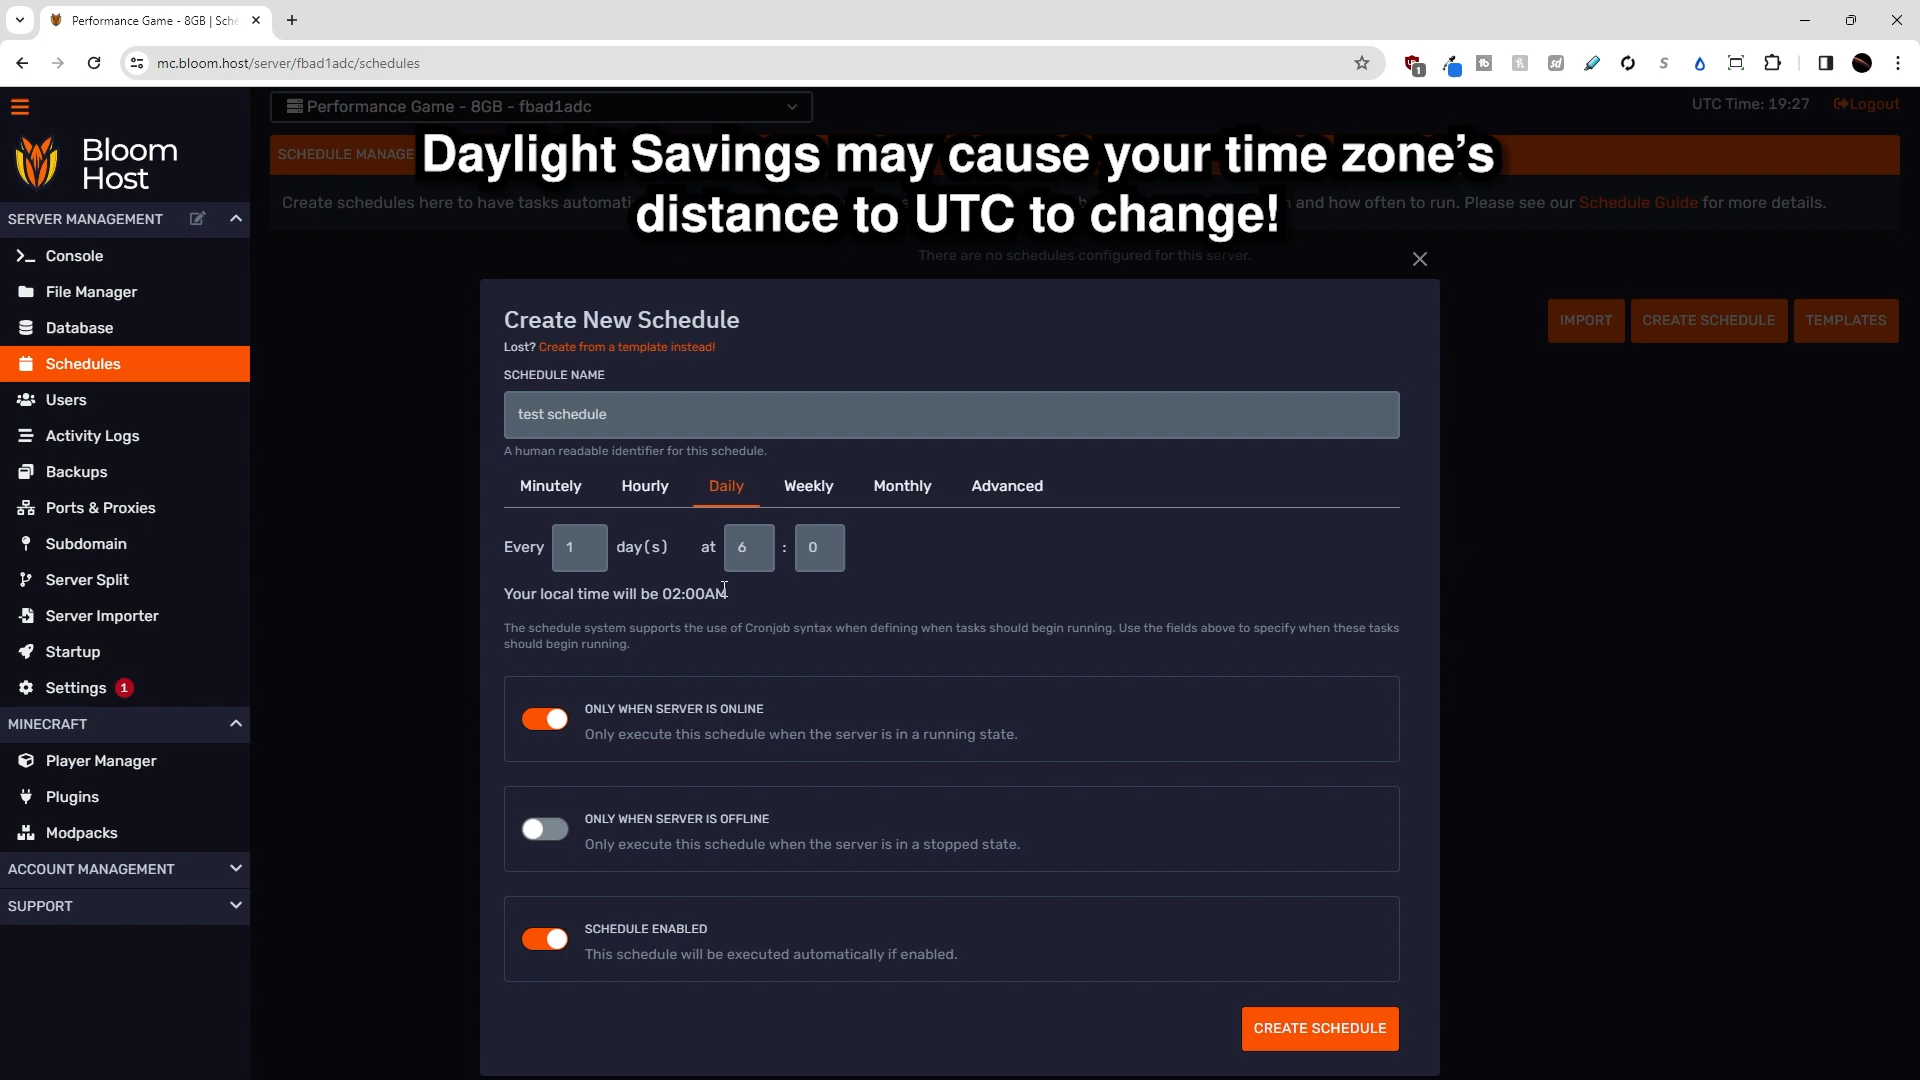 Performance Game - 8GB | Sche
mc.bloom.host/server/fbad1adc/schedules
1
Performance Game - 8GB - fbad1adc
UTC Time: 19:27
Logout
Bloom
Host
SCHEDULE MANAGE
Daylight Savings may cause your time zone’s
distance to UTC to change!
Create schedules here to have tasks automati
and how often to run. Please see our Schedule Guide for more details.
There are no schedules configured for this server.
IMPORT
CREATE SCHEDULE
TEMPLATES
SERVER MANAGEMENT
Console
File Manager
Database
Schedules
Users
Activity Logs
Backups
Ports & Proxies
Subdomain
Server Split
Server Importer
Startup
Settings 1
MINECRAFT
Player Manager
Plugins
Modpacks
ACCOUNT MANAGEMENT
SUPPORT
Create New Schedule
Lost? Create from a template instead!
SCHEDULE NAME
test schedule
A human readable identifier for this schedule.
Minutely Hourly Daily Weekly Monthly Advanced
Every 1 day(s) at 6 : 0
Your local time will be 02:00AM
The schedule system supports the use of Cronjob syntax when defining when tasks should begin running. Use the fields above to specify when these tasks
should begin running.
ONLY WHEN SERVER IS ONLINE
Only execute this schedule when the server is in a running state.
ONLY WHEN SERVER IS OFFLINE
Only execute this schedule when the server is in a stopped state.
SCHEDULE ENABLED
This schedule will be executed automatically if enabled.
CREATE SCHEDULE